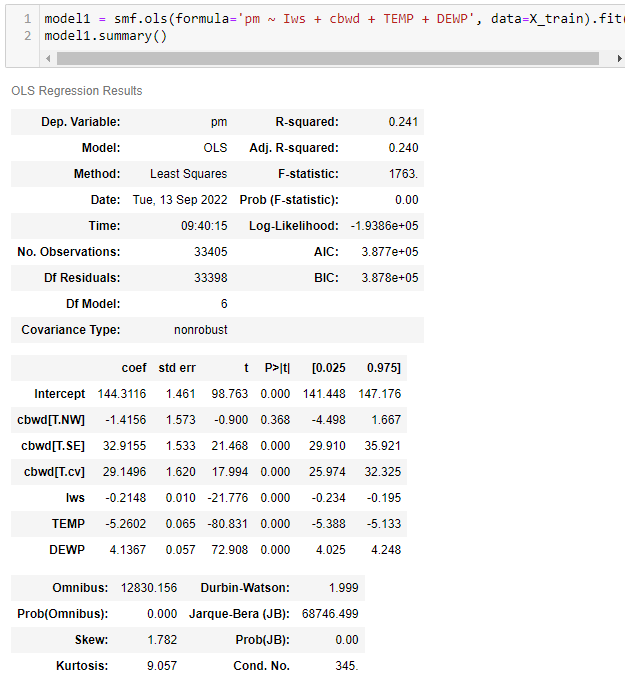 1 model1 = smf.ols(formula='pm ~ Iws + cbwd + TEMP + DEWP', data=X_train).fit(
2 model1.summary()
OLS Regression Results
Dep. Variable: pm R-squared: 0.241
Model: OLS Adj. R-squared: 0.240
Method: Least Squares F-statistic: 1763.
Date: Tue, 13 Sep 2022 Prob (F-statistic): 0.00
Time: 09:40:15 Log-Likelihood: -1.9386e+05
No. Observations: 33405 AIC: 3.877e+05
Df Residuals: 33398 BIC: 3.878e+05
Df Model: 6
Covariance Type: nonrobust
coef std err t P>|t| [0.025 0.975]
Intercept 144.3116 1.461 98.763 0.000 141.448 147.176
cbwd[T.NW] -1.4156 1.573 -0.900 0.368 -4.498 1.667
cbwd[T.SE] 32.9155 1.533 21.468 0.000 29.910 35.921
cbwd[T.cv] 29.1496 1.620 17.994 0.000 25.974 32.325
Iws -0.2148 0.010 -21.776 0.000 -0.234 -0.195
TEMP -5.2602 0.065 -80.831 0.000 -5.388 -5.133
DEWP 4.1367 0.057 72.908 0.000 4.025 4.248
Omnibus: 12830.156 Durbin-Watson: 1.999
Prob(Omnibus): 0.000 Jarque-Bera (JB): 68746.499
Skew: 1.782 Prob(JB): 0.00
Kurtosis: 9.057 Cond. No. 345.